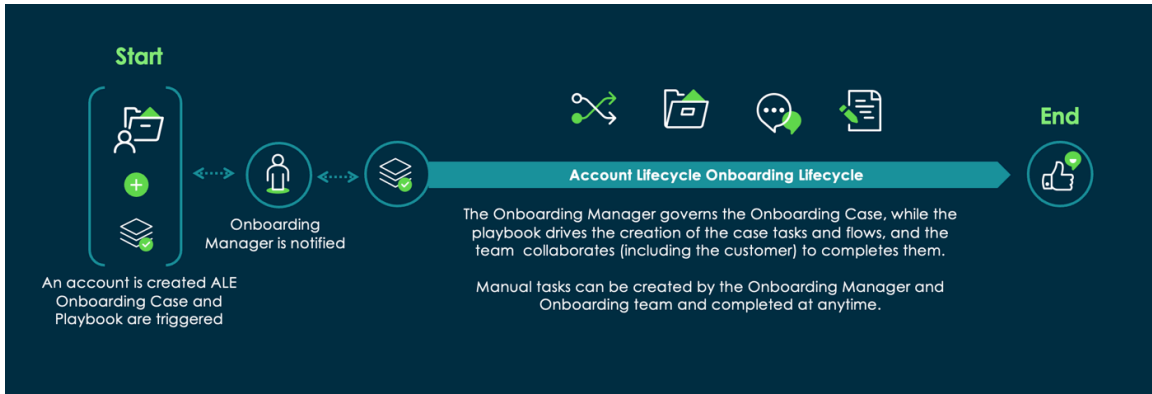 Start
An account is created ALE
Onboarding Case and
Playbook are triggered
Onboarding
Manager is notified
Account Lifecycle Onboarding Lifecycle
The Onboarding Manager governs the Onboarding Case, while the
playbook drives the creation of the case tasks and flows, and the
team collaborates (including the customer) to completes them.
Manual tasks can be created by the Onboarding Manager and
Onboarding team and completed at anytime.
End